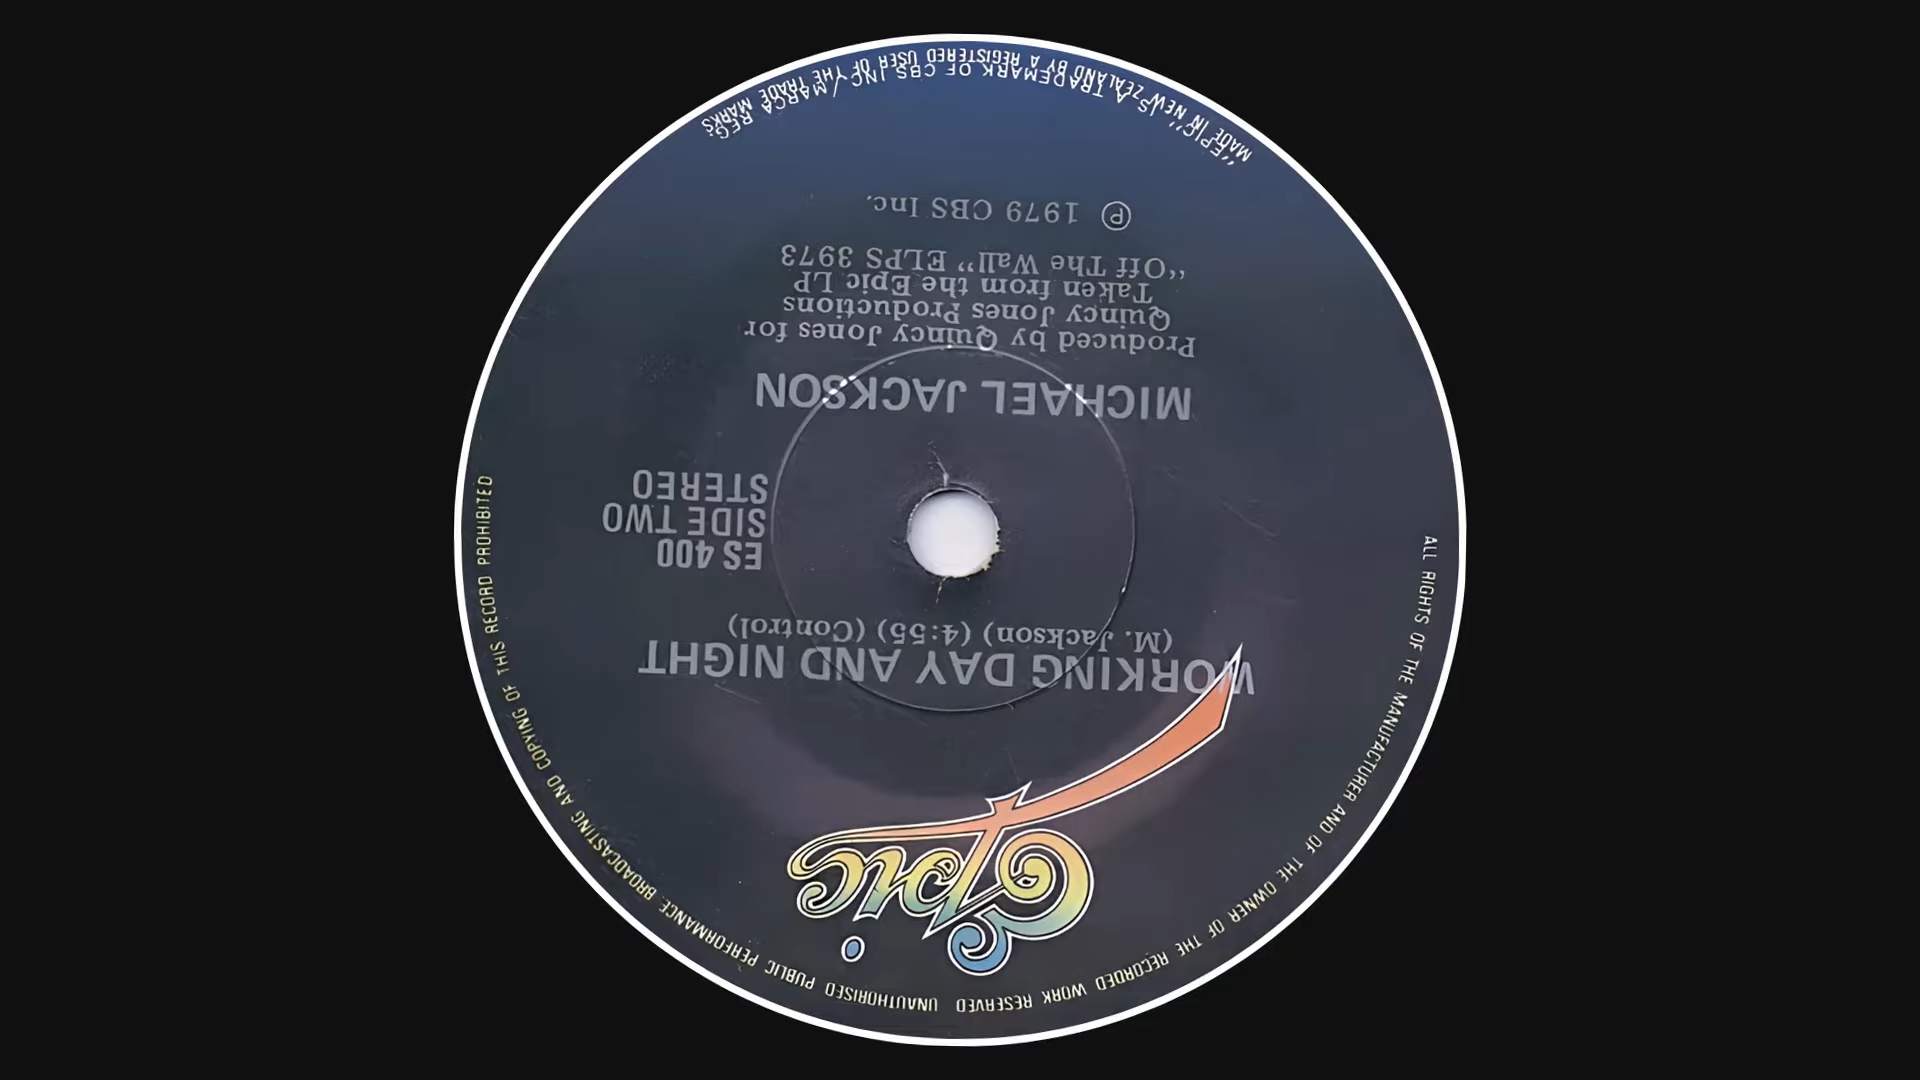 ALL RIGHTS OF THE MANUFACTURER AND OF THE OWNER OF THE RECORDED WORK RESERVED UNAUTHORISED PUBLIC PERFORMANCE BROADCASTING AND COPYING OF THIS RECORD PROHIBITED
Epic
WORKING DAY AND NIGHT
(M. Jackson) (4:55) (Control)
ES 400
SIDE TWO
STEREO
MICHAEL JACKSON
Produced by Quincy Jones for
Quincy Jones Productions
Taken from the Epic LP
"Off The Wall" ELPS 3973
℗ 1979 CBS Inc.
"EPIC" IS A TRADEMARK OF CBS INC / MARCA REG.
MADE IN NEW ZEALAND BY A REGISTERED USER OF THE TRADE MARKS